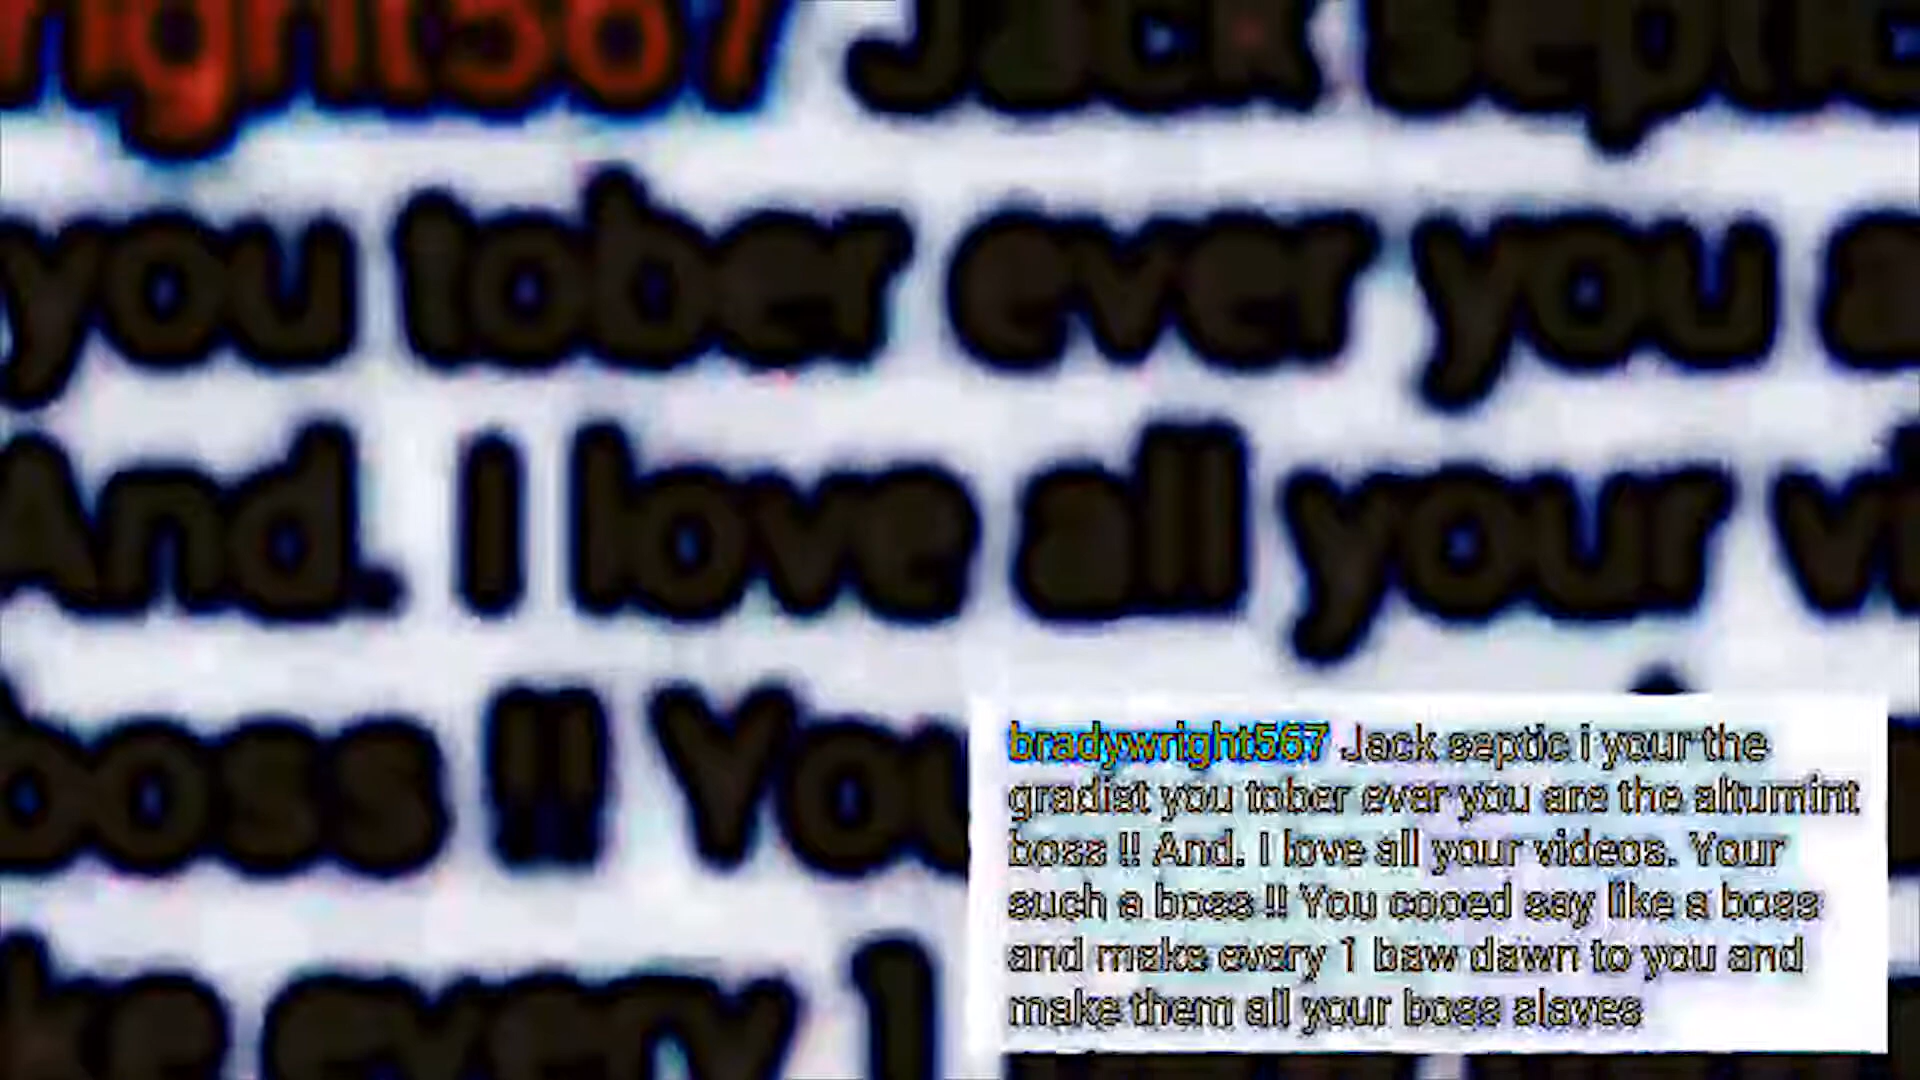 right567 Jack septic
you tober ever you a
And. I love all your vi
boss !! You
ke every 1
bradywright567 Jack septic i your the
gradist you tober ever you are the altumint
boss !! And. I love all your videos. Your
such a boss !! You cooed say like a boss
and make every 1 baw dawn to you and
make them all your boss slaves